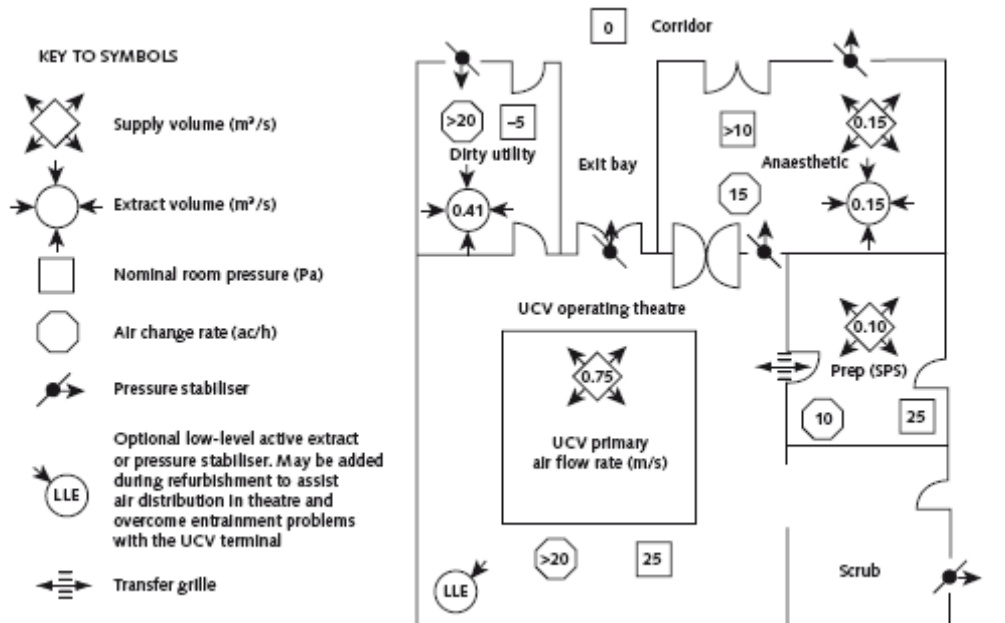 KEY TO SYMBOLS
Supply volume (m³/s)
Extract volume (m³/s)
Nominal room pressure (Pa)
Air change rate (ac/h)
Pressure stabiliser
LLE
Optional low-level active extract
or pressure stabiliser. May be added
during refurbishment to assist
air distribution in theatre and
overcome entrainment problems
with the UCV terminal
Transfer grille
0
Corridor
>20
–5
Dirty utility
0.41
Exit bay
>10
0.15
Anaesthetic
15
0.15
UCV operating theatre
0.75
UCV primary
air flow rate (m/s)
0.10
Prep (SPS)
10
25
>20
25
LLE
Scrub